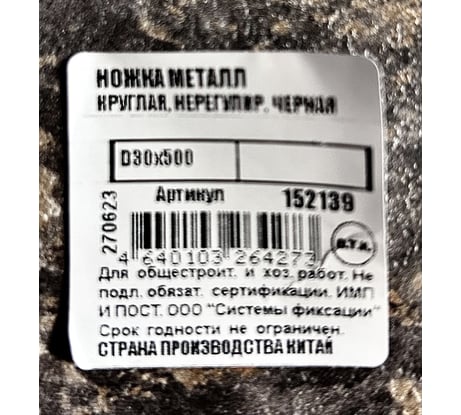 НОЖКА МЕТАЛЛ
КРУГЛАЯ, НЕРЕГУЛИР. ЧЕРНАЯ
D30x500
Артикул 152139
270623
4 640103 264273
Для общестроит. и хоз. работ. Не
подл. обязат. сертификации. ИМП
И ПОСТ. ООО "Системы фиксации"
Срок годности не ограничен.
СТРАНА ПРОИЗВОДСТВА КИТАЙ